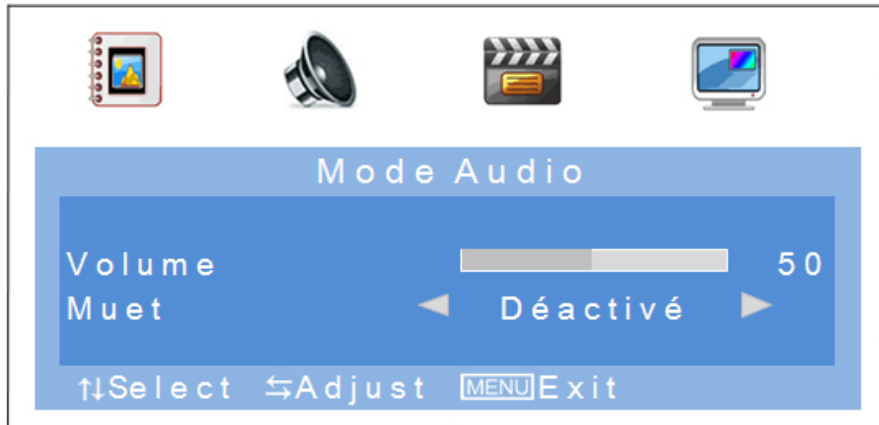 Mode Audio
Volume 50
Muet Déactivé
↑↓Select ⇆Adjust MENU Exit